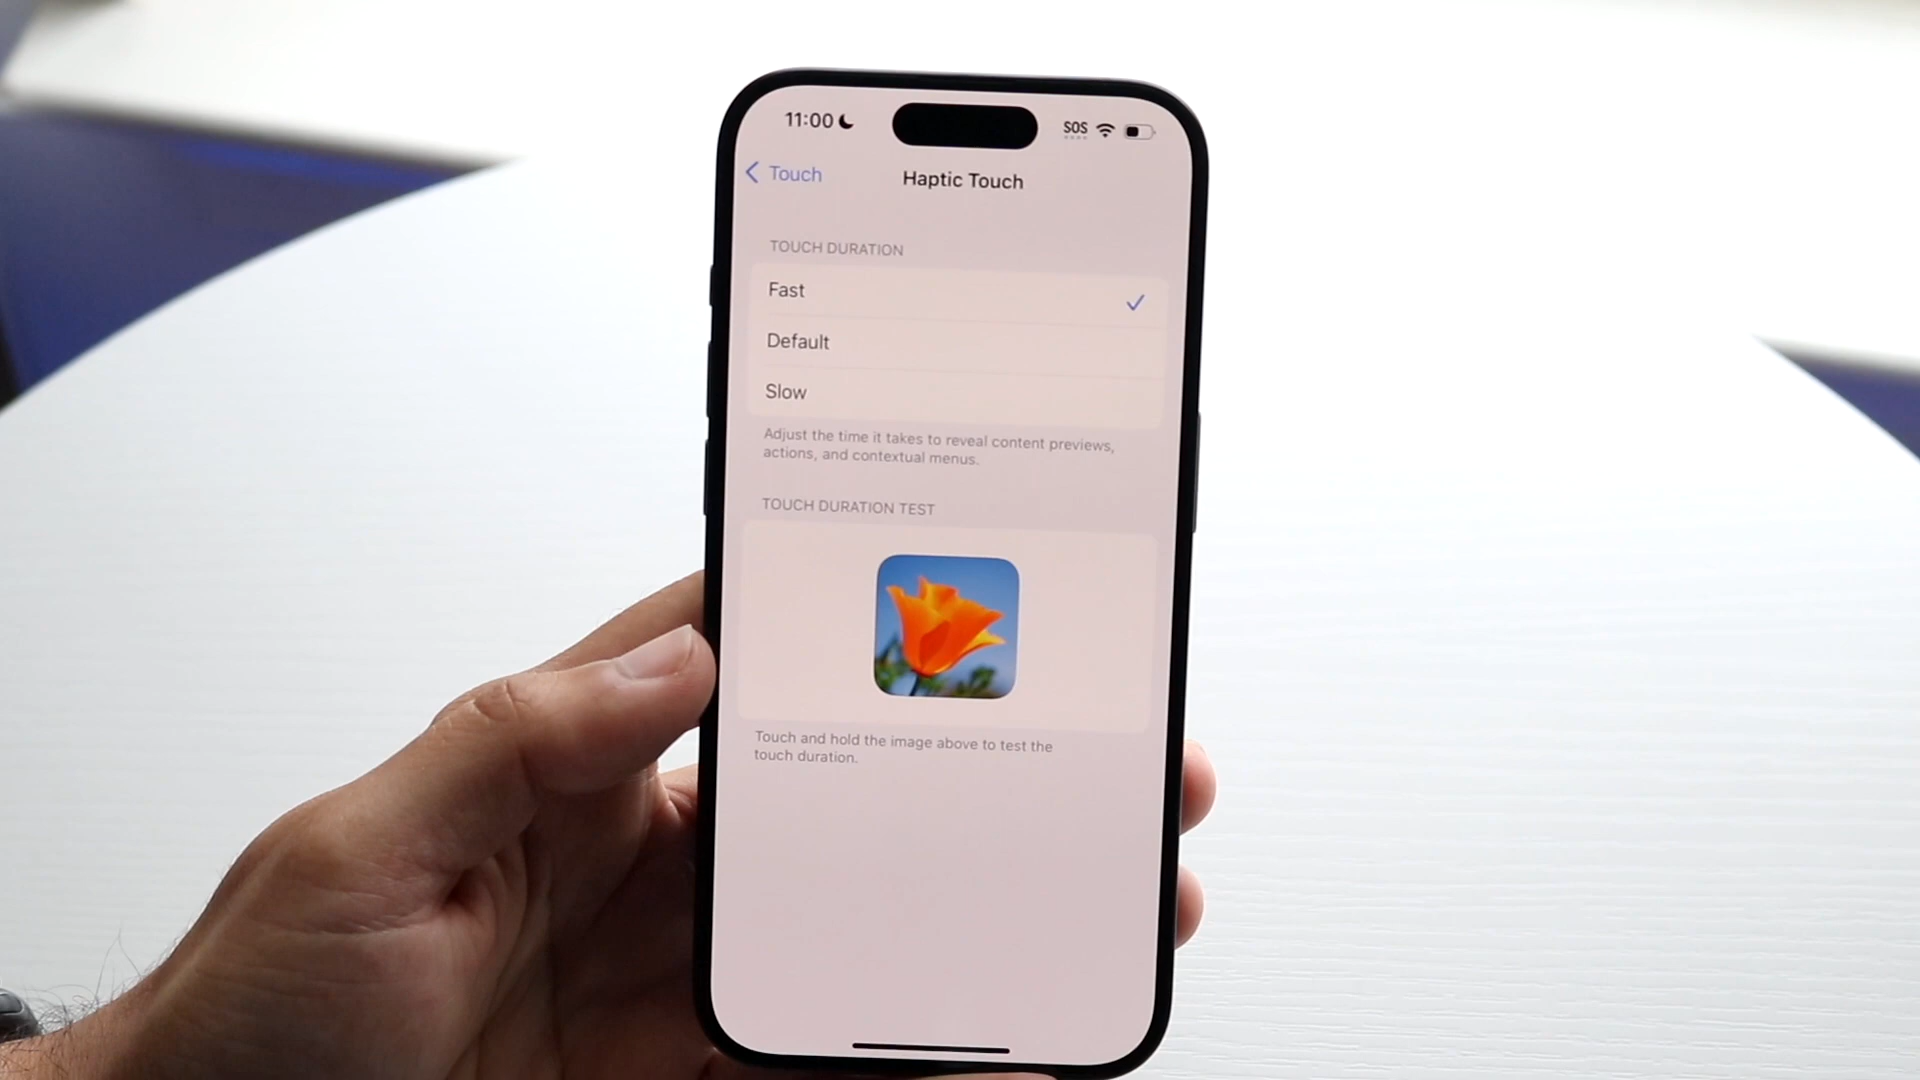 11:00
SOS
Touch
Haptic Touch
TOUCH DURATION
Fast
Default
Slow
Adjust the time it takes to reveal content previews,
actions, and contextual menus.
TOUCH DURATION TEST
Touch and hold the image above to test the
touch duration.